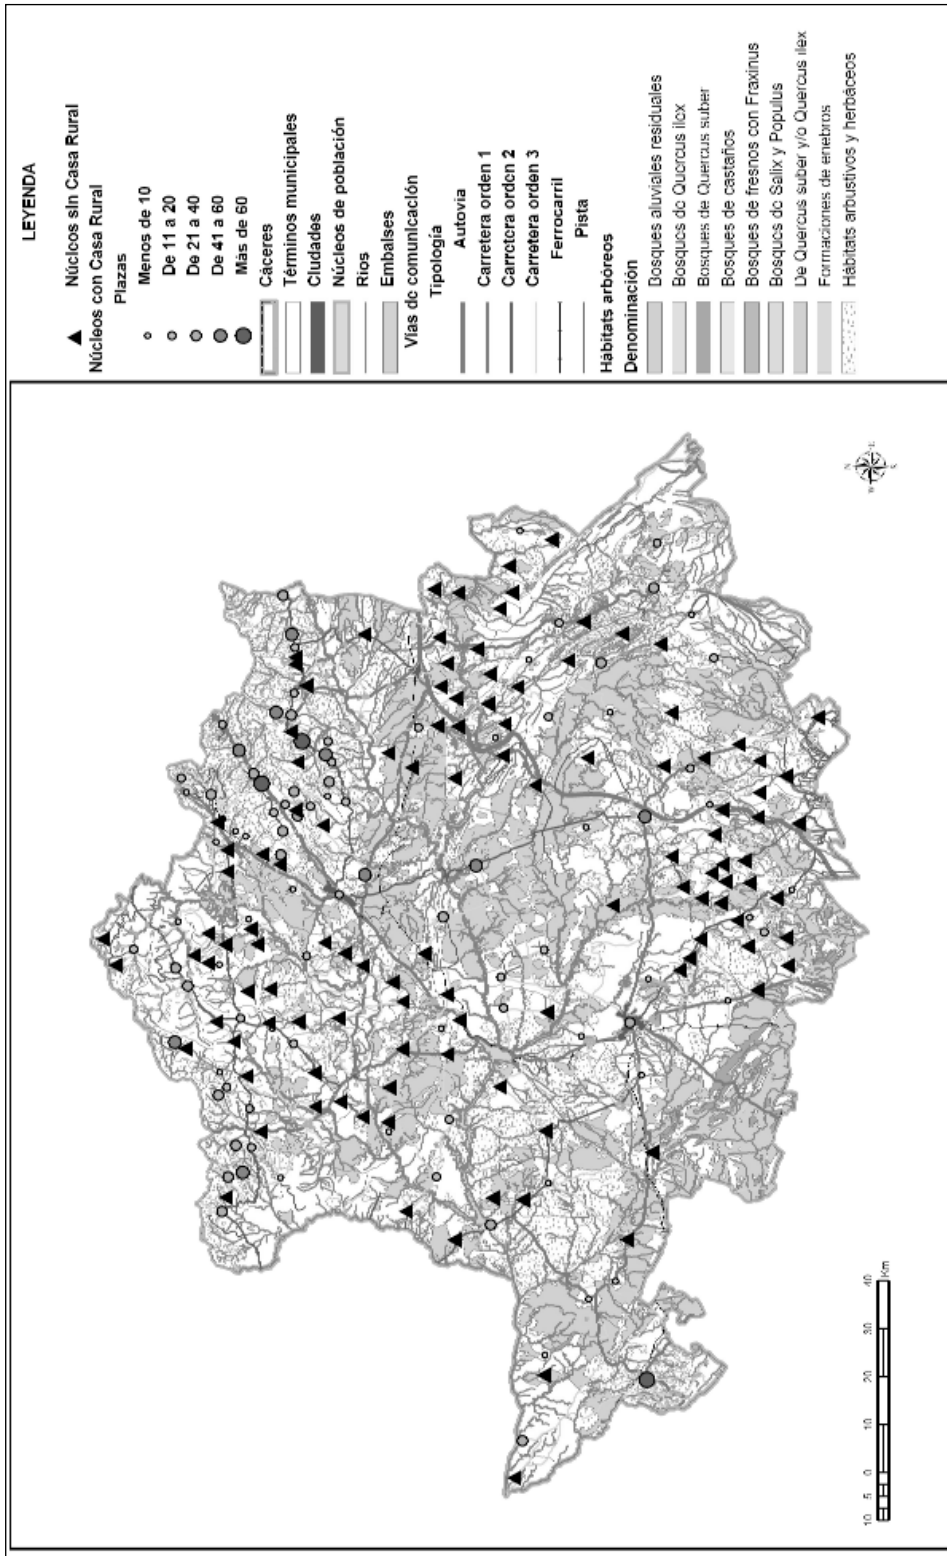 LEYENDA
Núcleos sin Casa Rural
Núcleos con Casa Rural
Plazas
Menos de 10
De 11 a 20
De 21 a 40
De 41 a 60
Más de 60
Cáceres
Términos municipales
Ciudades
Núcleos de población
Ríos
Embalses
Vías de comunicación
Tipología
Autovía
Carretera orden 1
Carretera orden 2
Carretera orden 3
Ferrocarril
Pista
Hábitats arbóreos
Denominación
Bosques aluviales residuales
Bosques de Quercus ilex
Bosques de Quercus suber
Bosques de castaños
Bosques de fresnos con Fraxinus
Bosques de Salix y Populus
De Quercus suber y/o Quercus ilex
Formaciones de enebros
Hábitats arbustivos y herbáceos
N
W E
S
10 5 0 10 20 30 40
Km